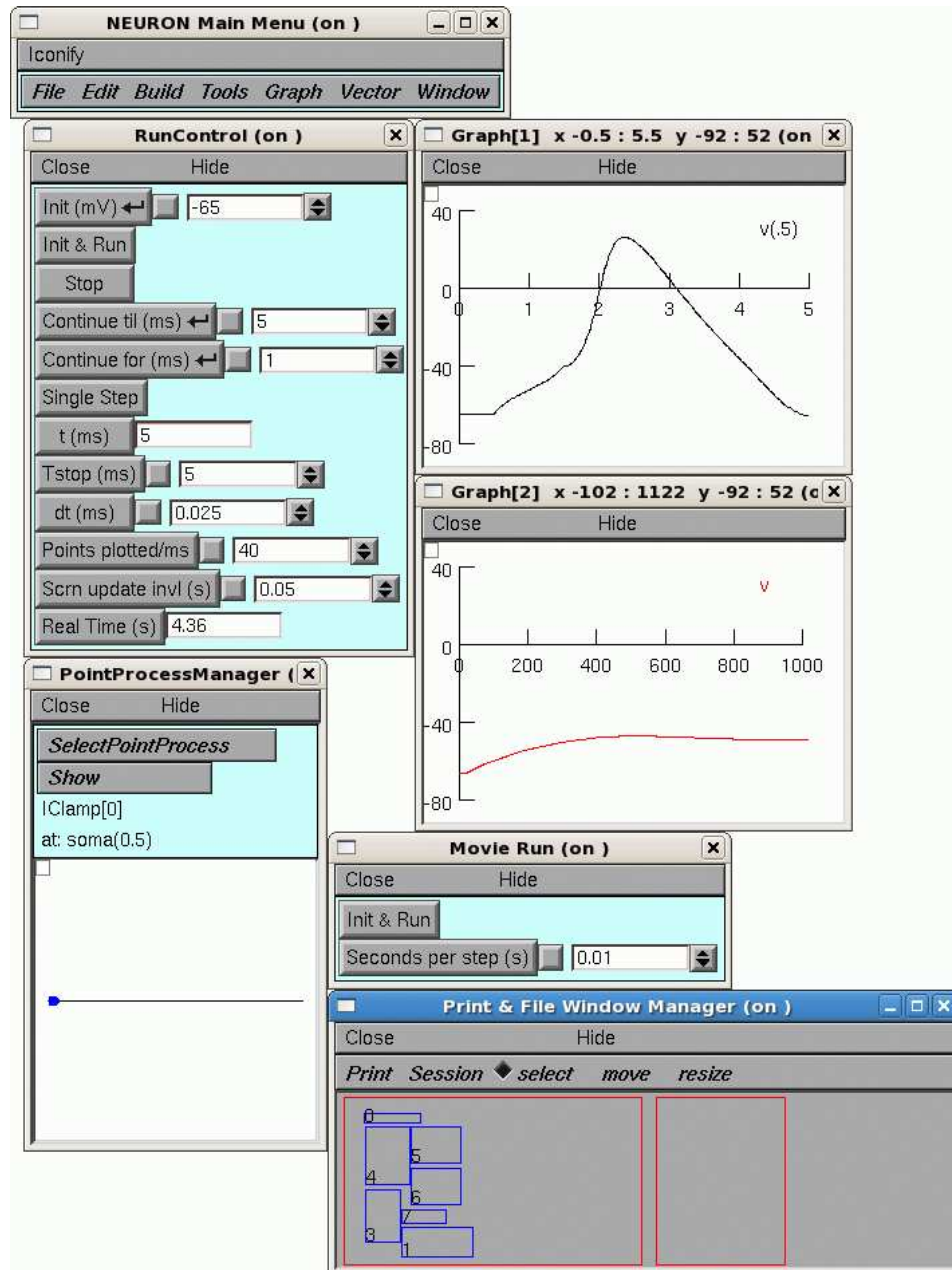 NEURON Main Menu (on )
Iconify
File Edit Build Tools Graph Vector Window
RunControl (on )
Close Hide
Init (mV) -65
Init & Run
Stop
Continue til (ms) 5
Continue for (ms) 1
Single Step
t (ms) 5
Tstop (ms) 5
dt (ms) 0.025
Points plotted/ms 40
Scrn update invl (s) 0.05
Real Time (s) 4.36
Graph[1] x -0.5 : 5.5 y -92 : 52 (on
Close Hide
40
v(.5)
0
0 1 2 3 4 5
-40
-80
Graph[2] x -102 : 1122 y -92 : 52 (o
Close Hide
40
v
0
0 200 400 600 800 1000
-40
-80
PointProcessManager (
Close Hide
SelectPointProcess
Show
IClamp[0]
at: soma(0.5)
Movie Run (on )
Close Hide
Init & Run
Seconds per step (s) 0.01
Print & File Window Manager (on )
Close Hide
Print Session select move resize
0
5
4
6
7
3
1